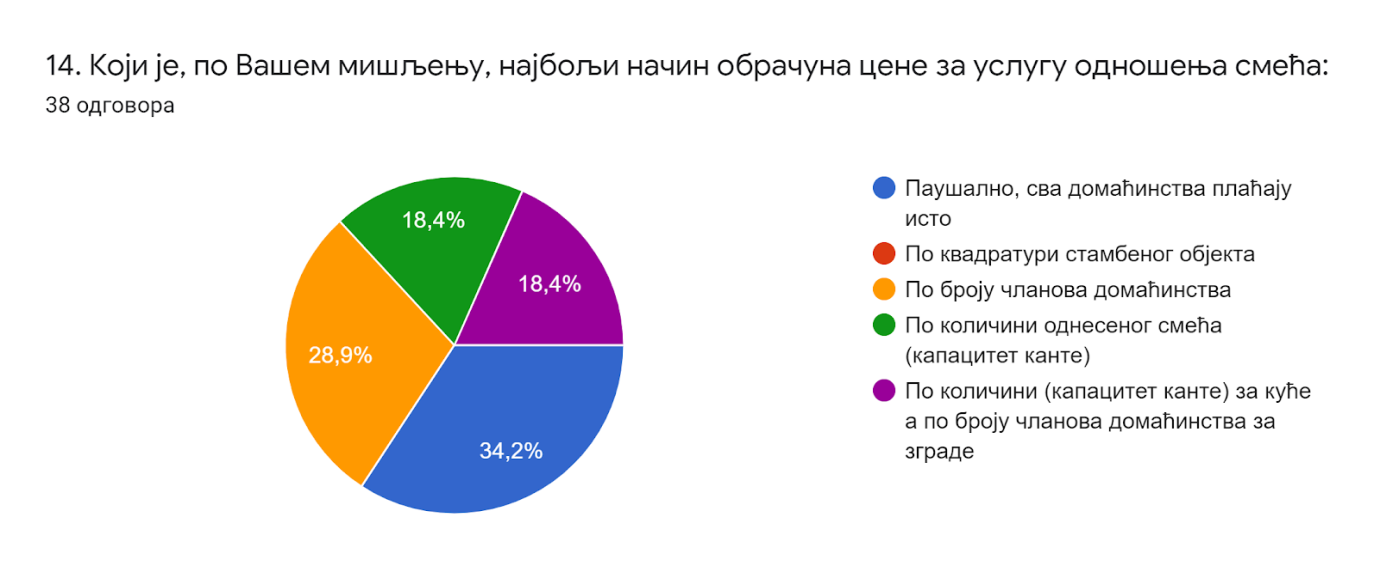 14. Који је, по Вашем мишљењу, најбољи начин обрачуна цене за услугу одношења смећа:
38 одговора
18,4%
18,4%
28,9%
34,2%
Паушално, сва домаћинства плаћају
исто
По квадратури стамбеног објекта
По броју чланова домаћинства
По количини однесеног смећа
(капацитет канте)
По количини (капацитет канте) за куће
а по броју чланова домаћинства за
зграде